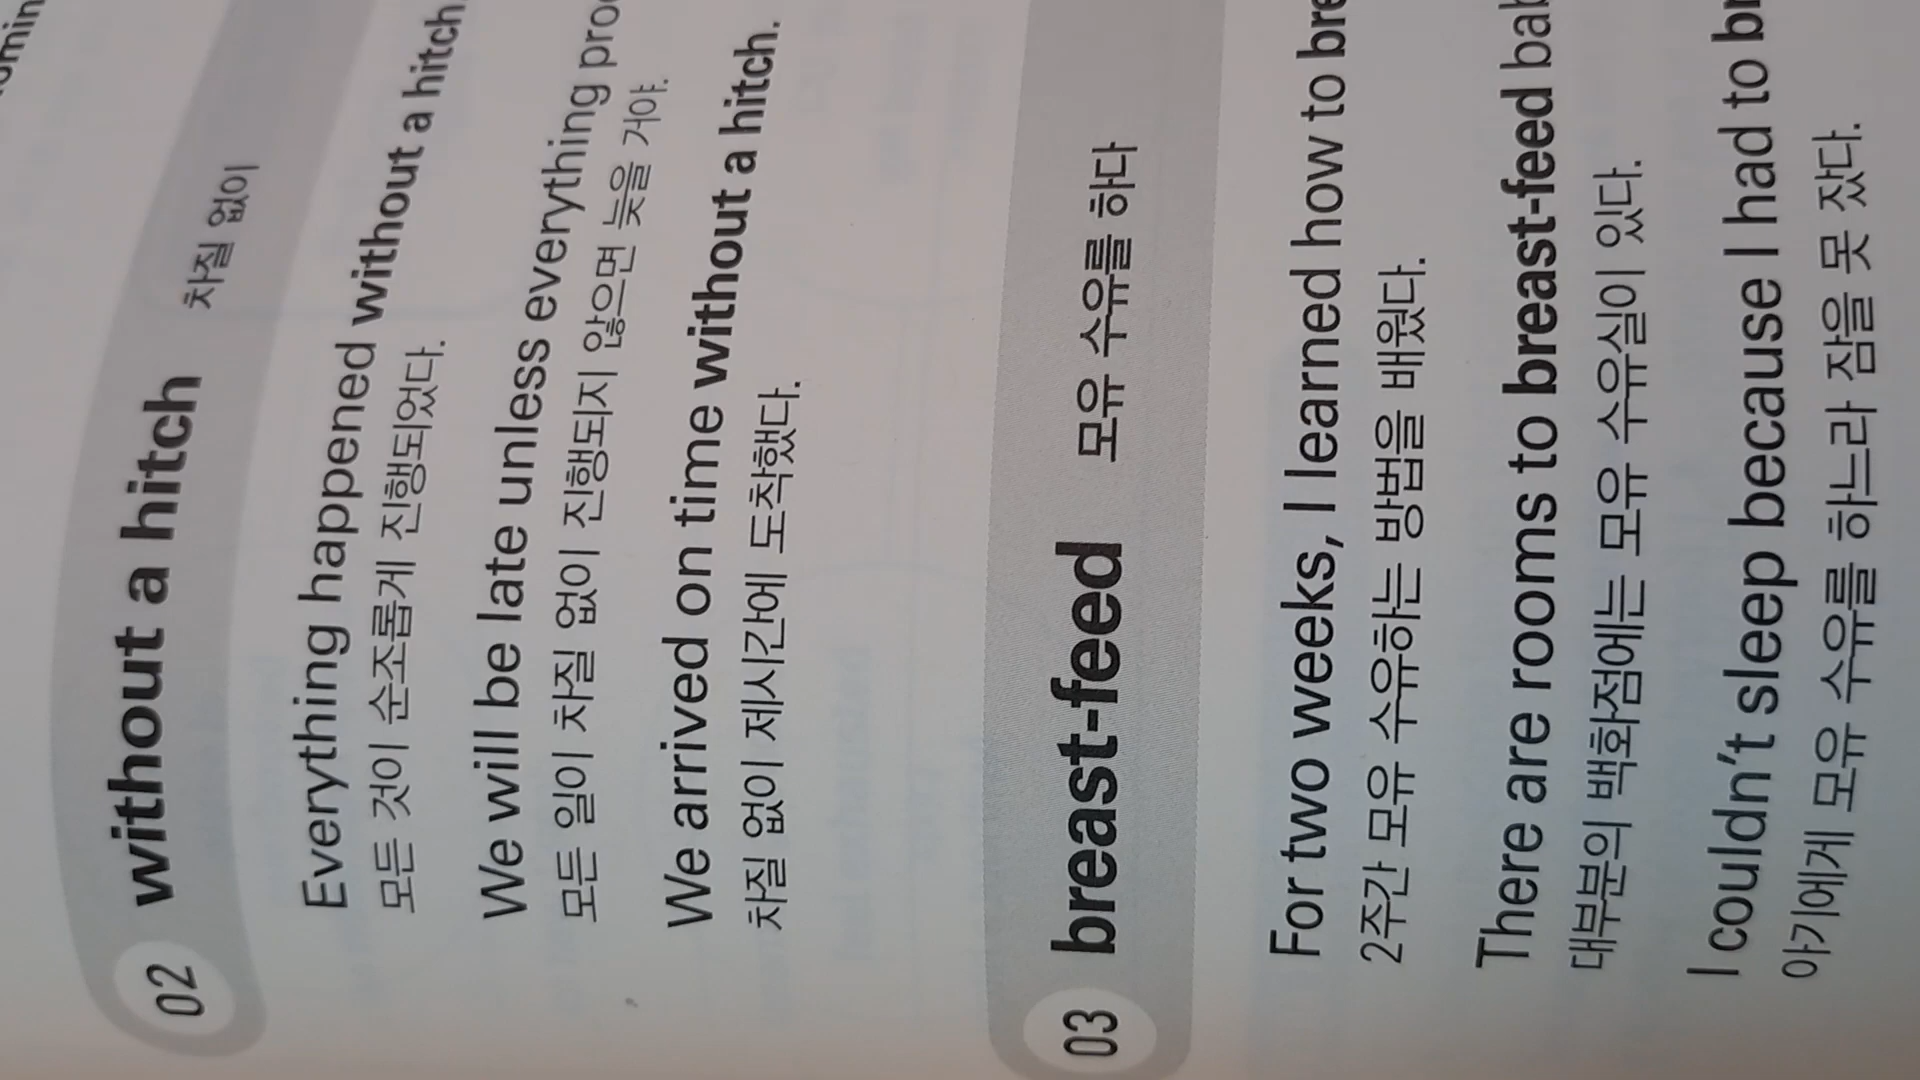 02 without a hitch 차질 없이
Everything happened without a hitch.
모든 것이 순조롭게 진행되었다.
We will be late unless everything
모든 일이 차질 없이 진행되지 않으면 늦을 거야.
We arrived on time without a hitch.
차질 없이 제시간에 도착했다.
03 breast-feed 모유 수유를 하다
For two weeks, I learned how to
2주간 모유 수유하는 방법을 배웠다.
There are rooms to breast-feed
대부분의 백화점에는 모유 수유실이 있다.
I couldn't sleep because I had to
아기에게 모유 수유를 하느라 잠을 못 잤다.